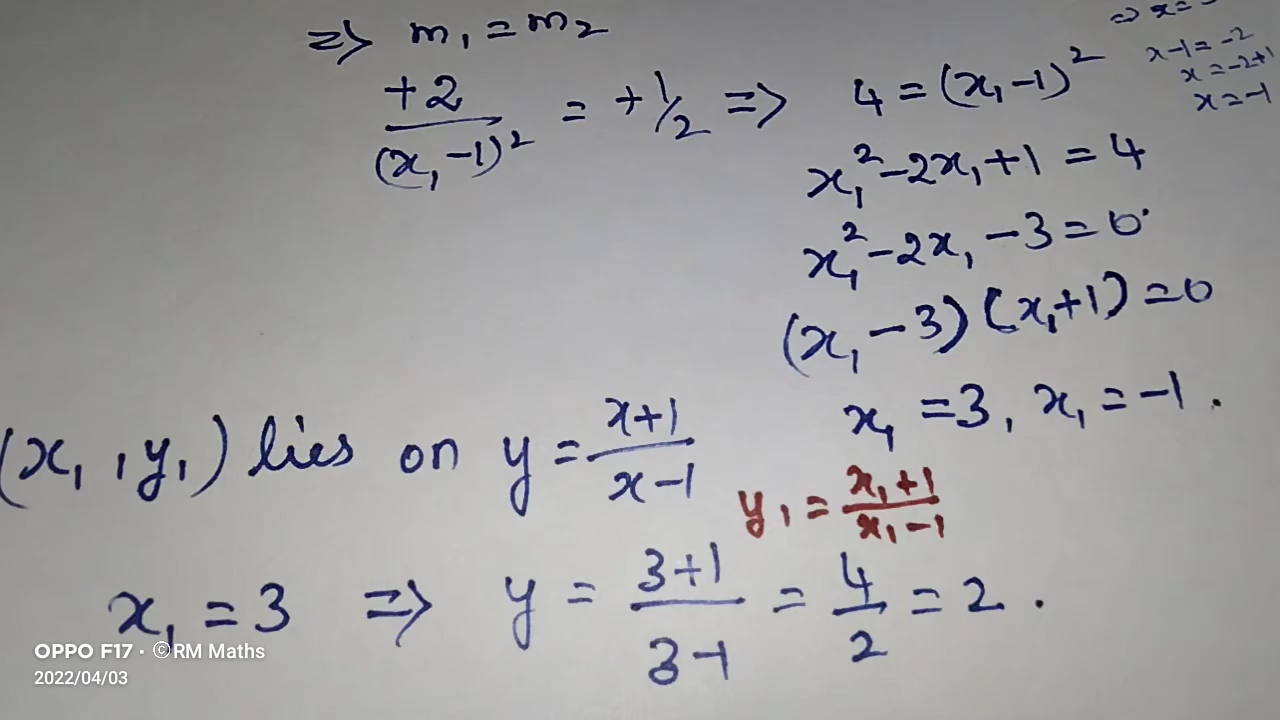 ⇒ m₁ = m₂
+2/(x₁-1)² = +1/2 ⇒ 4 = (x₁-1)²
⇒ x =
x-1 = -2
x = -2+1
x = -1
x₁²-2x₁+1 = 4
x₁²-2x₁-3 = 0
(x₁-3)(x₁+1) = 0
x₁ = 3, x₁ = -1.
(x₁, y₁) lies on y = x+1/x-1
y₁ = x₁+1/x₁-1
x₁ = 3 ⇒ y = 3+1/3-1 = 4/2 = 2.
OPPO F17 · ©RM Maths
2022/04/03